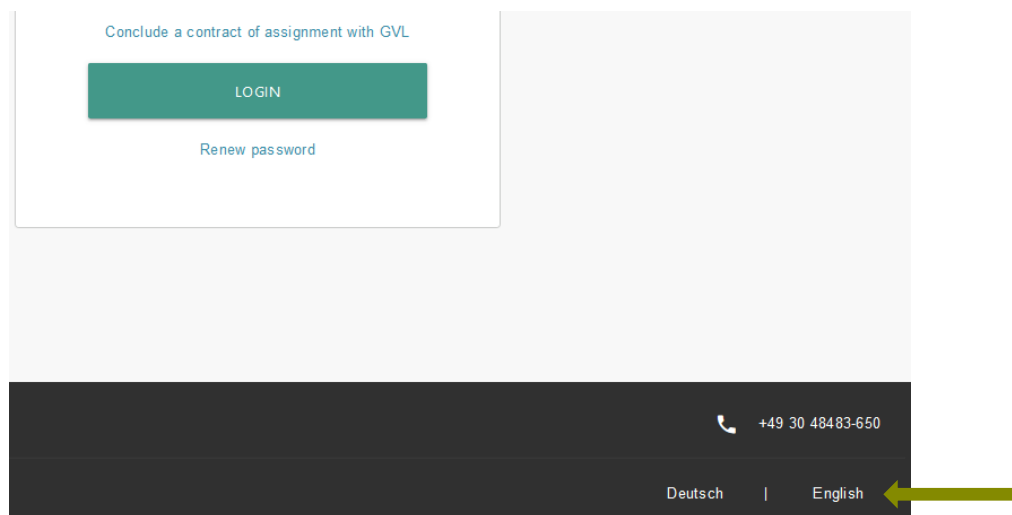 Conclude a contract of assignment with GVL
LOGIN
Renew password
+49 30 48483-650
Deutsch | English